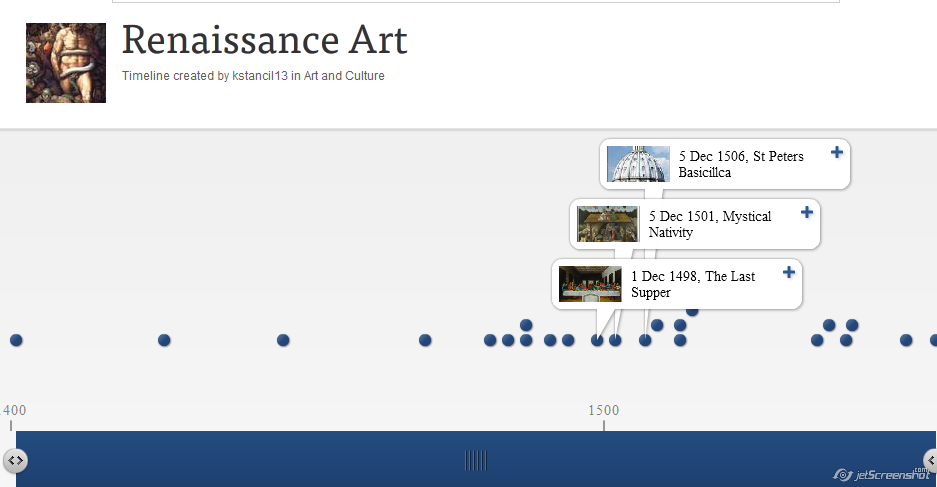 Renaissance Art
Timeline created by kstancil13 in Art and Culture
5 Dec 1506, St Peters
Basicillca
5 Dec 1501, Mystical
Nativity
1 Dec 1498, The Last
Supper
400
1500
jetScreenshot
.com